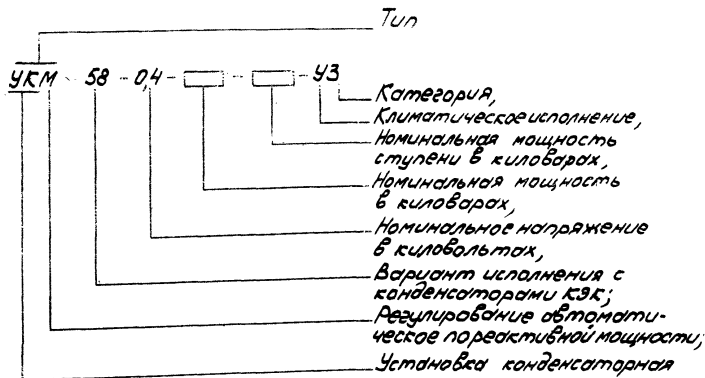 Тип
УКМ - 58 - 0,4 - - УЗ
Категория,
Климатическое исполнение,
Номинальная мощность
ступени в киловарах,
Номинальная мощность
в киловарах,
Номинальное напряжение
в киловольтах,
Вариант исполнения с
конденсаторами КЭК;
Регулирование автомати-
ческое по реактивной мощности;
Установка конденсаторная